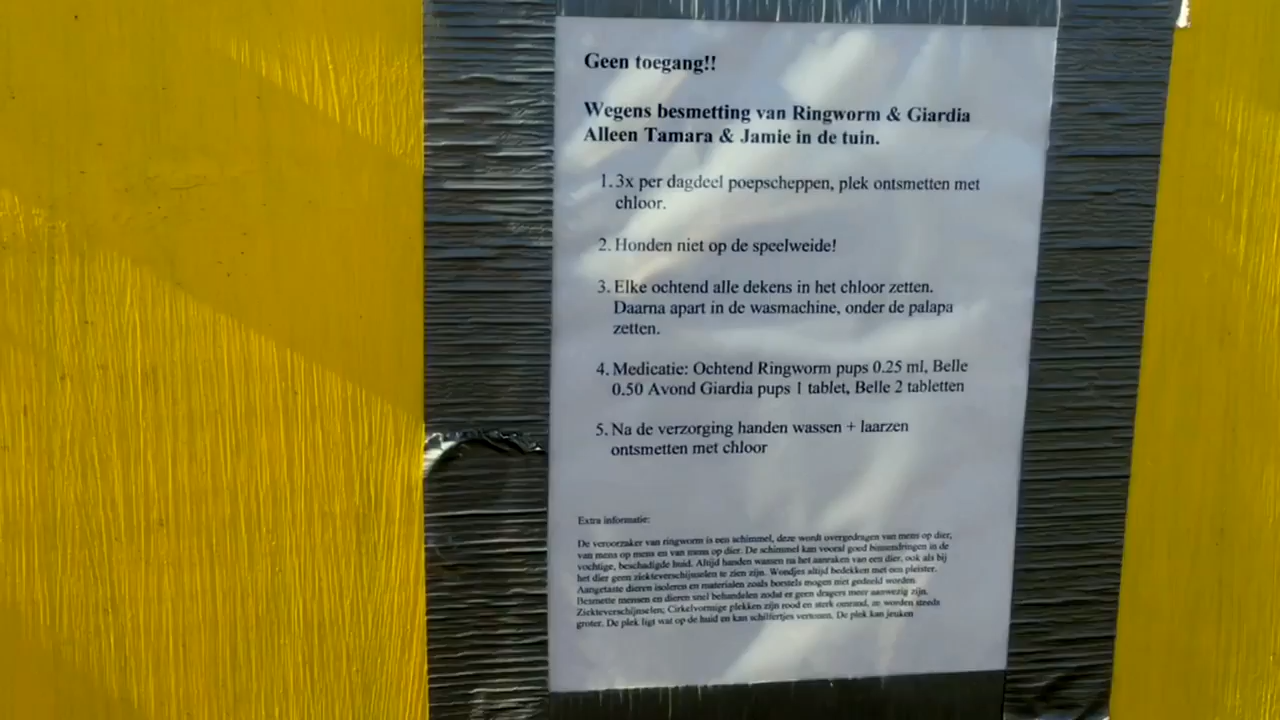 Geen toegang!!
Wegens besmetting van Ringworm & Giardia
Alleen Tamara & Jamie in de tuin.
1. 3x per dagdeel poepscheppen, plek ontsmetten met
chloor.
2. Honden niet op de speelweide!
3. Elke ochtend alle dekens in het chloor zetten.
Daarna apart in de wasmachine, onder de palapa
zetten.
4. Medicatie: Ochtend Ringworm pups 0.25 ml, Belle
0.50 Avond Giardia pups 1 tablet, Belle 2 tabletten
5. Na de verzorging handen wassen + laarzen
ontsmetten met chloor
Extra informatie:
De veroorzaker van ringworm is een schimmel, deze wordt overgedragen van mens op dier,
van mens op mens en van mens op dier. De schimmel kan vooral goed binnendringen in de
vochtige, beschadigde huid. Altijd handen wassen na het aanraken van een dier, ook als bij
het dier geen ziekteverschijnselen te zien zijn. Wondjes altijd bedekken met een pleister.
Aangetaste dieren isoleren en materialen zoals borstels mogen niet gedeeld worden.
Besmette mensen en dieren snel behandelen zodat er geen dragers meer aanwezig zijn.
Ziekteverschijnselen; Cirkelvormige plekken zijn rood en sterk omrand, ze worden steeds
groter. De plek ligt wat op de huid en kan schilfertjes vertonen. De plek kan jeuken